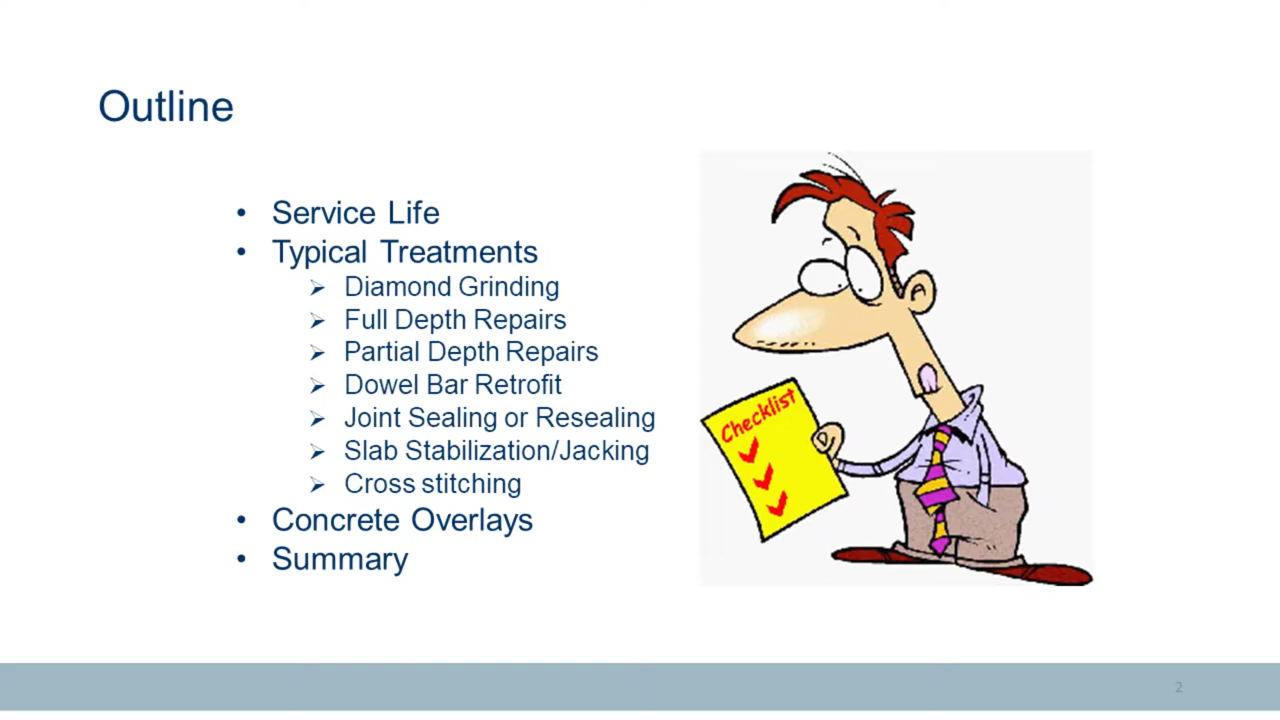 Outline
• Service Life
• Typical Treatments
➢ Diamond Grinding
➢ Full Depth Repairs
➢ Partial Depth Repairs
➢ Dowel Bar Retrofit
➢ Joint Sealing or Resealing
➢ Slab Stabilization/Jacking
➢ Cross stitching
• Concrete Overlays
• Summary
Checklist
2